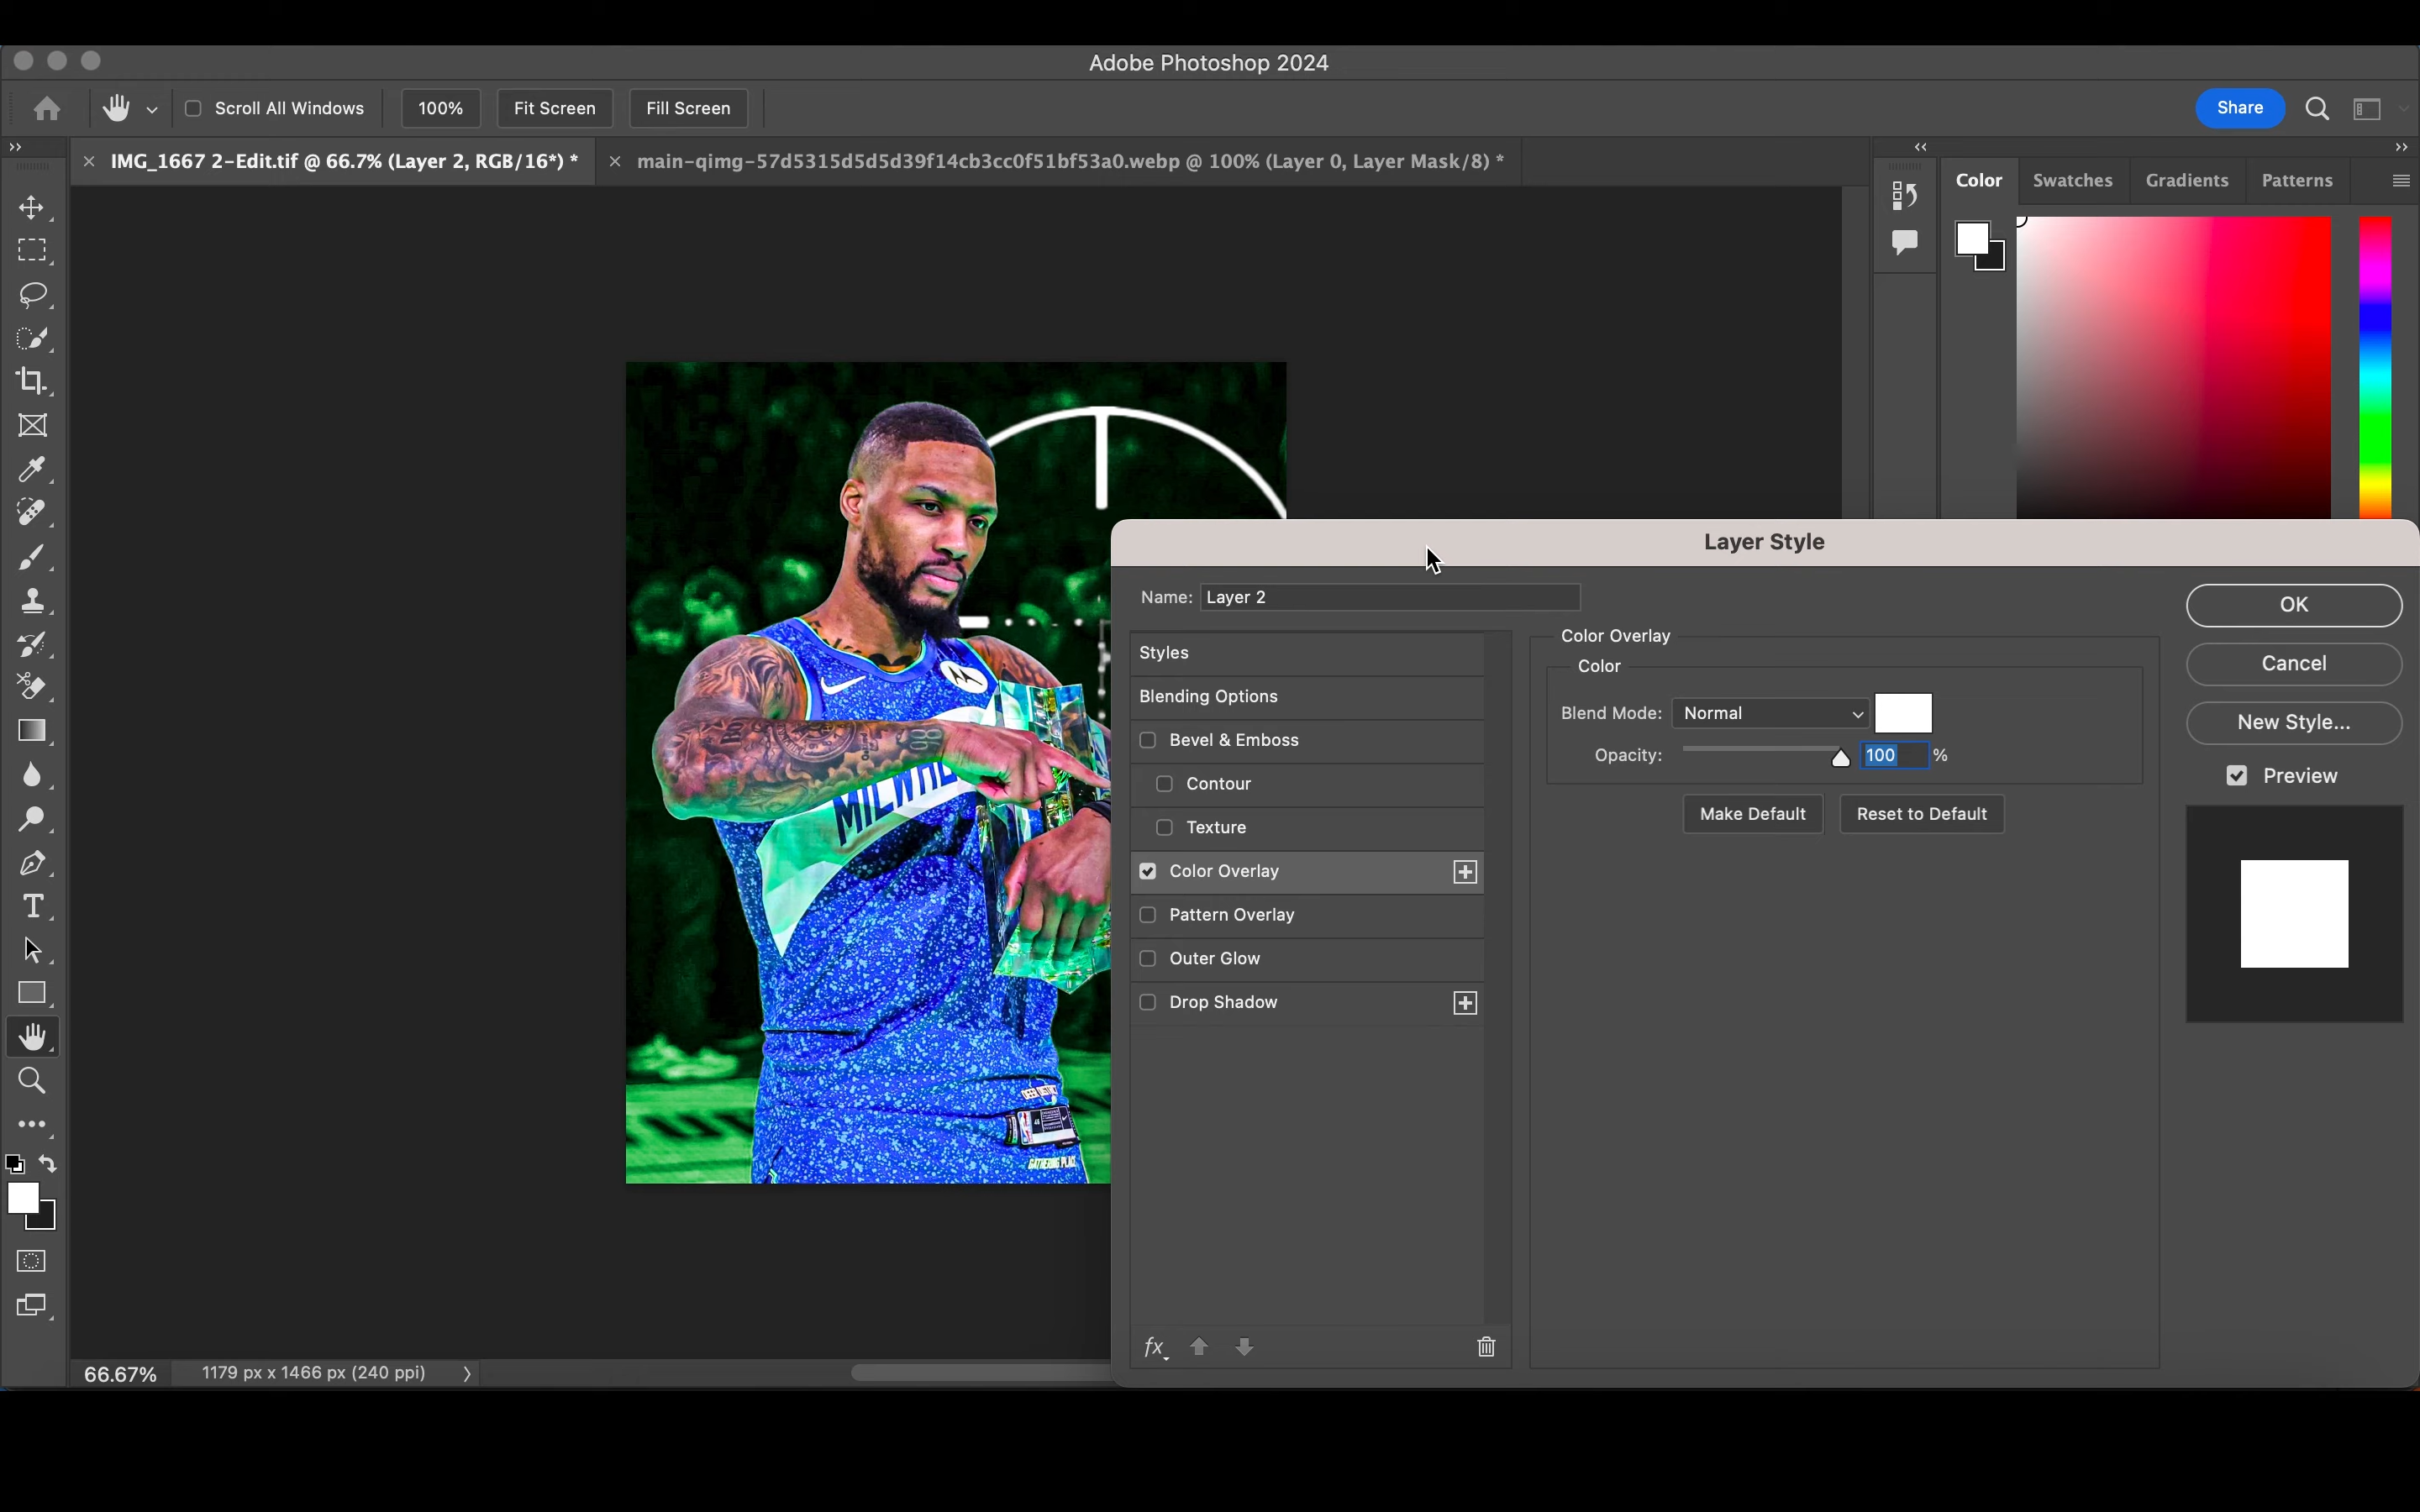 Adobe Photoshop 2024
Scroll All Windows 100% Fit Screen Fill Screen Share
IMG_1667 2-Edit.tif @ 66.7% (Layer 2, RGB/16*) * main-qimg-57d5315d5d5d39f14cb3cc0f51bf53a0.webp @ 100% (Layer 0, Layer Mask/8) *
Color Swatches Gradients Patterns
Layer Style
Name: Layer 2
OK
Cancel
New Style...
Preview
Styles
Blending Options
Bevel & Emboss
Contour
Texture
Color Overlay
Pattern Overlay
Outer Glow
Drop Shadow
fx
Color Overlay
Color
Blend Mode: Normal
Opacity: 100 %
Make Default Reset to Default
GATHERING PLACE
66.67% 1179 px x 1466 px (240 ppi)